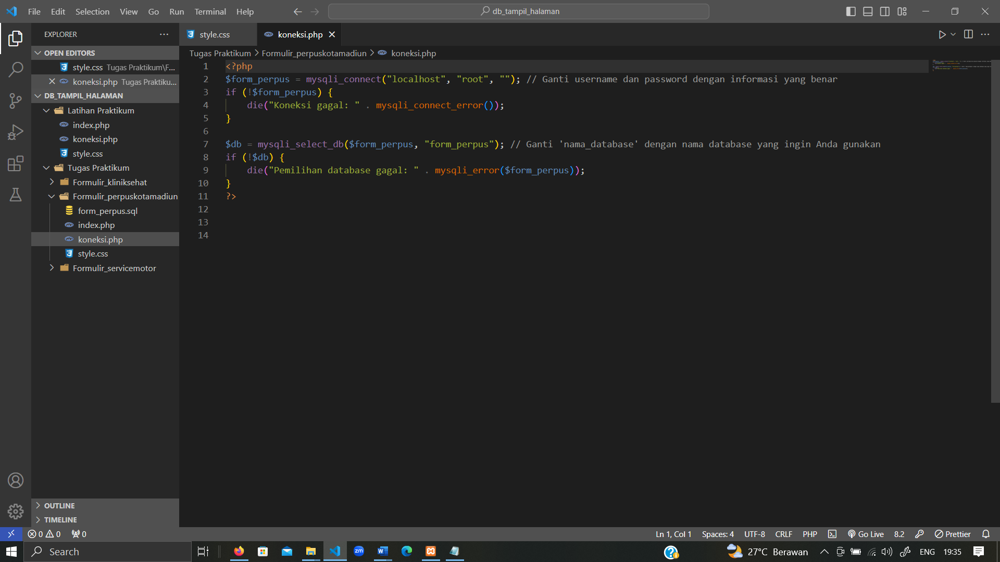 File Edit Selection View Go Run Terminal Help
db_tampil_halaman
EXPLORER
style.css
koneksi.php
OPEN EDITORS
style.css Tugas Praktikum\F...
koneksi.php Tugas Praktiku...
DB_TAMPIL_HALAMAN
Latihan Praktikum
index.php
koneksi.php
style.css
Tugas Praktikum
Formulir_kliniksehat
Formulir_perpuskotamadiun
form_perpus.sql
index.php
koneksi.php
style.css
Formulir_servicemotor
OUTLINE
TIMELINE
Tugas Praktikum > Formulir_perpuskotamadiun > koneksi.php
1 <?php
2 $form_perpus = mysqli_connect("localhost", "root", ""); // Ganti username dan password dengan informasi yang benar
3 if (!$form_perpus) {
4     die("Koneksi gagal: " . mysqli_connect_error());
5 }
6
7 $db = mysqli_select_db($form_perpus, "form_perpus"); // Ganti 'nama_database' dengan nama database yang ingin Anda gunakan
8 if (!$db) {
9     die("Pemilihan database gagal: " . mysqli_error($form_perpus));
10 }
11 ?>
12
13
14
0 0 0
Ln 1, Col 1 Spaces: 4 UTF-8 CRLF PHP Go Live 8.2 Prettier
Search
zm
27°C Berawan
ENG
19:35